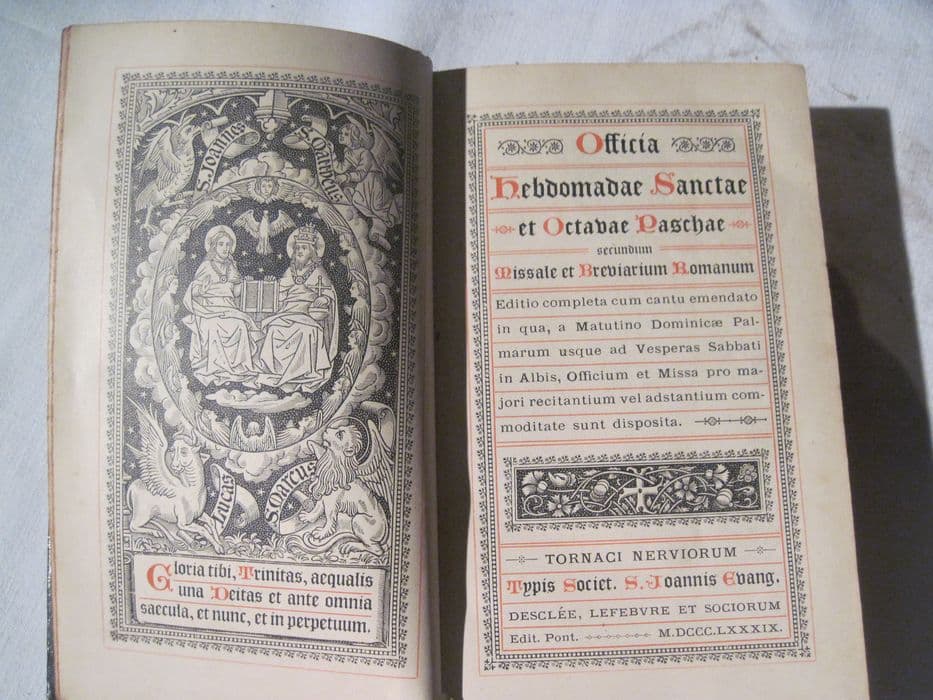 S. Joannes
S.
Lucas
S. Marcus
Gloria tibi, Trinitas, aequalis
una Deitas et ante omnia
saecula, et nunc, et in perpetuum.
Officia
Hebdomadae Sanctae
et Octavae Paschae
secundum
Missale et Breviarium Romanum
Editio completa cum cantu emendato
in qua, a Matutino Dominicæ Pal-
marum usque ad Vesperas Sabbati
in Albis, Officium et Missa pro ma-
jori recitantium vel adstantium com-
moditate sunt disposita.
TORNACI NERVIORUM
Typis Societ. S. Joannis Evang.
DESCLÉE, LEFEBVRE ET SOCIORUM
Edit. Pont. M.DCCC.LXXXIX.